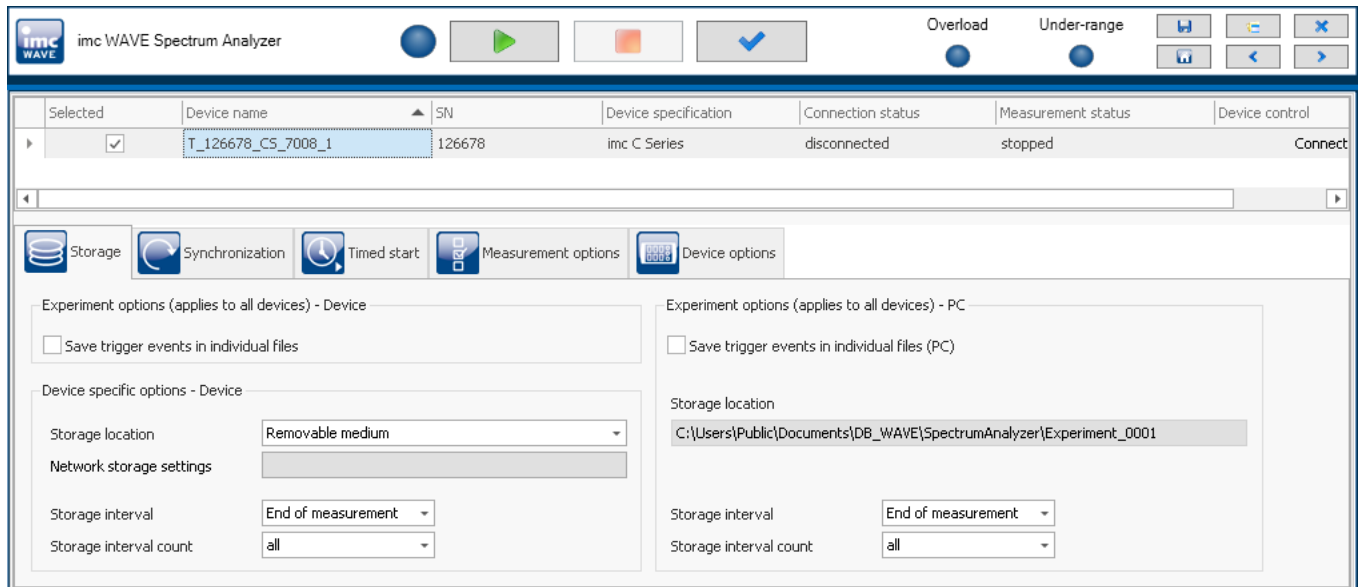 imc WAVE
imc WAVE Spectrum Analyzer
Overload
Under-range
Selected Device name SN Device specification Connection status Measurement status Device control
T_126678_CS_7008_1 126678 imc C Series disconnected stopped Connect
Storage Synchronization Timed start Measurement options Device options
Experiment options (applies to all devices) - Device
Save trigger events in individual files
Device specific options - Device
Storage location Removable medium
Network storage settings
Storage interval End of measurement
Storage interval count all
Experiment options (applies to all devices) - PC
Save trigger events in individual files (PC)
Storage location
C:\Users\Public\Documents\DB_WAVE\SpectrumAnalyzer\Experiment_0001
Storage interval End of measurement
Storage interval count all